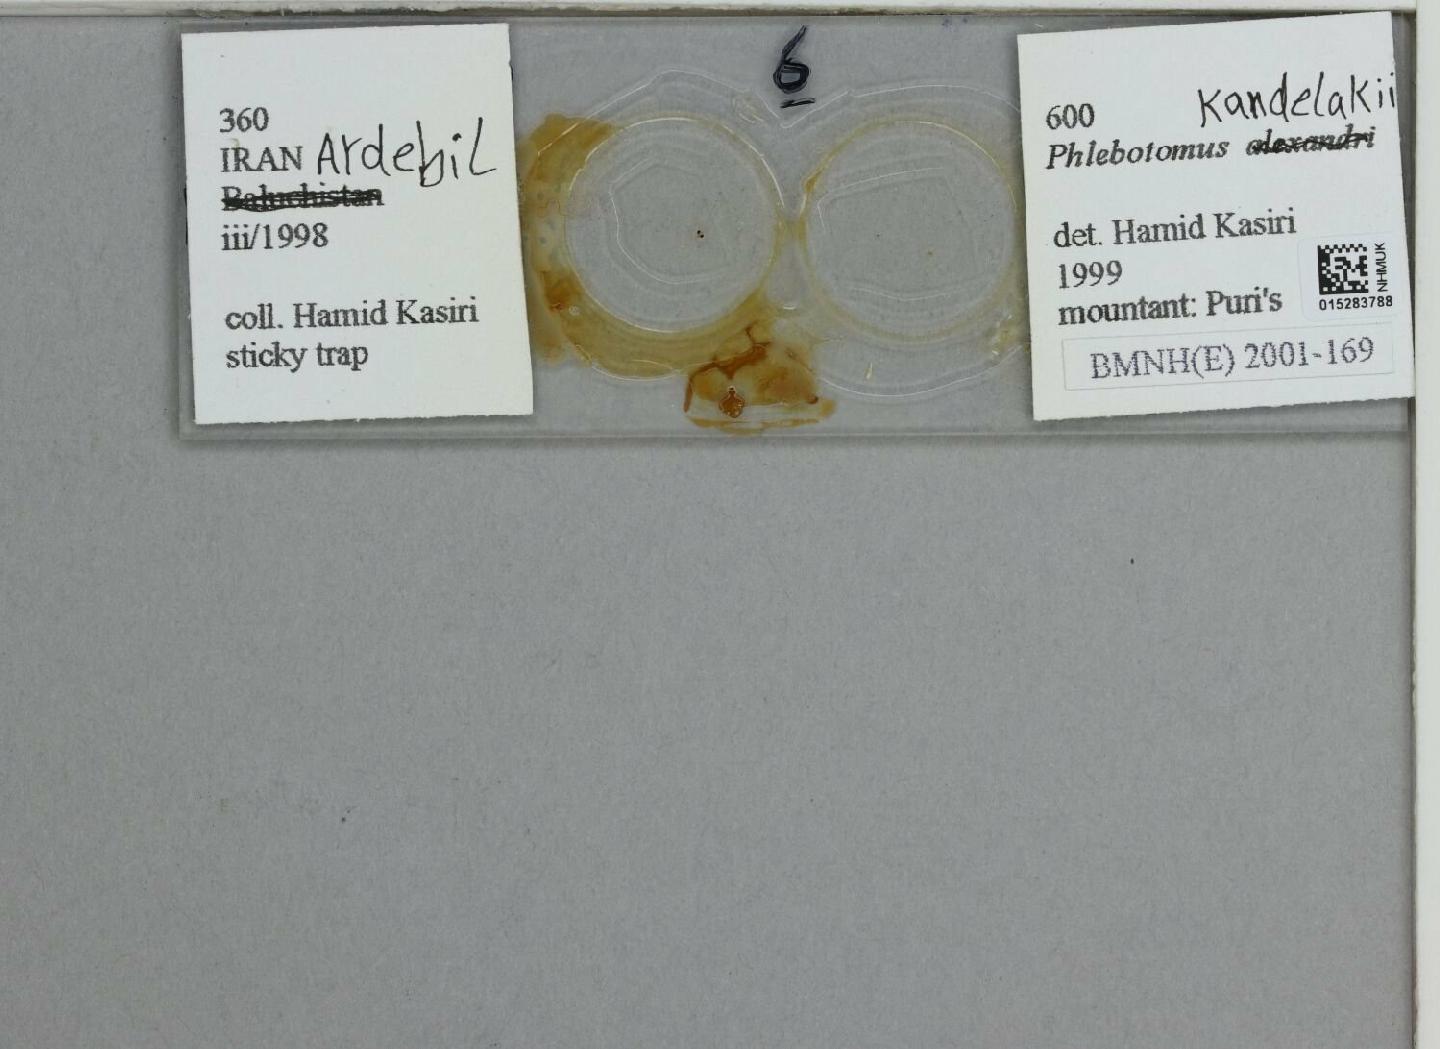 360
IRAN Ardebil
Baluchistan
iii/1998
coll. Hamid Kasiri
sticky trap
6
600 Kandelakii
Phlebotomus alexandri
det. Hamid Kasiri
1999
mountant: Puri's
NHMUK
015283788
BMNH(E) 2001-169